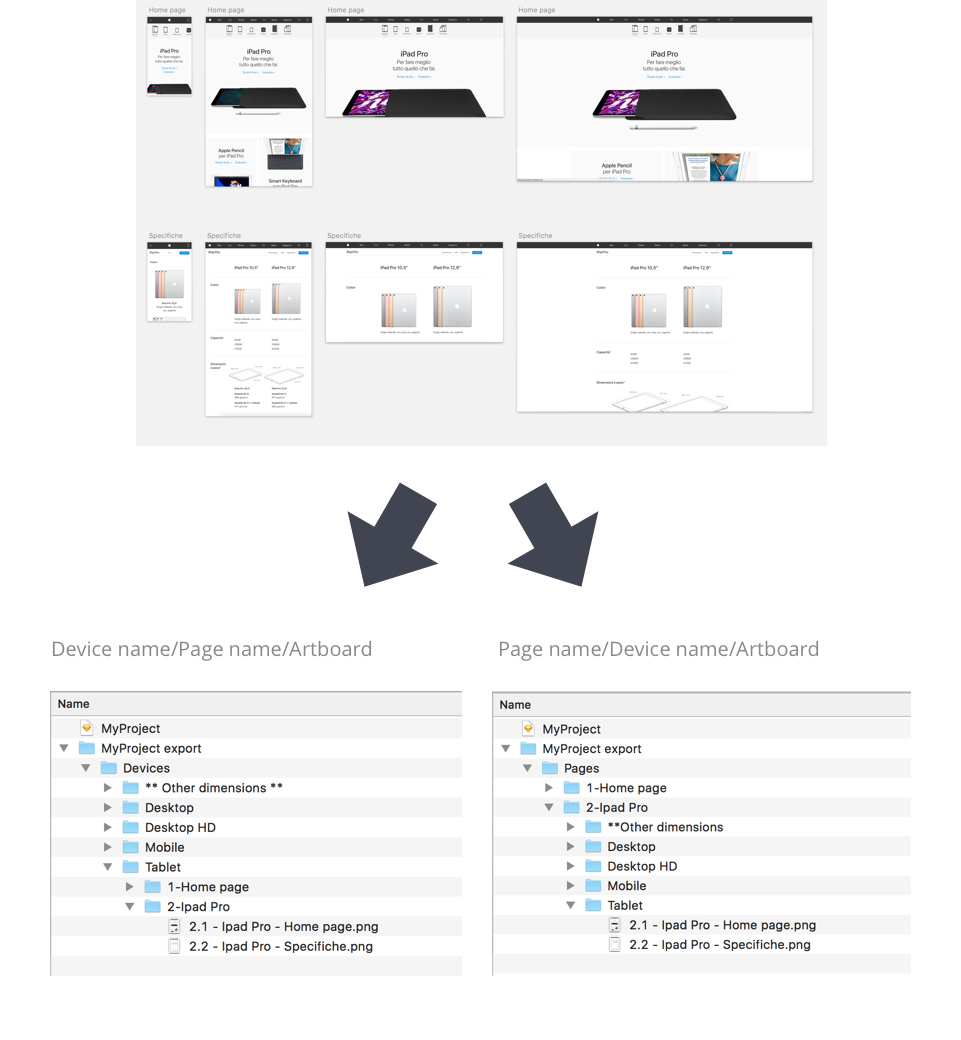 Home page
Home page
Home page
Home page
iPad Pro
Per fare meglio
tutto quello che fai.
iPad Pro
Per fare meglio
tutto quello che fai.
iPad Pro
Per fare meglio
tutto quello che fai.
iPad Pro
Per fare meglio
tutto quello che fai.
Apple Pencil
per iPad Pro
Smart Keyboard
Apple Pencil
per iPad Pro
Specifiche
Specifiche
Specifiche
Specifiche
iPad Pro 10,5"
iPad Pro 12,9"
iPad Pro 10,5"
iPad Pro 12,9"
iPad Pro 10,5"
iPad Pro 12,9"
Device name/Page name/Artboard
Name
MyProject
MyProject export
Devices
** Other dimensions **
Desktop
Desktop HD
Mobile
Tablet
1-Home page
2-Ipad Pro
2.1 - Ipad Pro - Home page.png
2.2 - Ipad Pro - Specifiche.png
Page name/Device name/Artboard
Name
MyProject
MyProject export
Pages
1-Home page
2-Ipad Pro
**Other dimensions
Desktop
Desktop HD
Mobile
Tablet
2.1 - Ipad Pro - Home page.png
2.2 - Ipad Pro - Specifiche.png